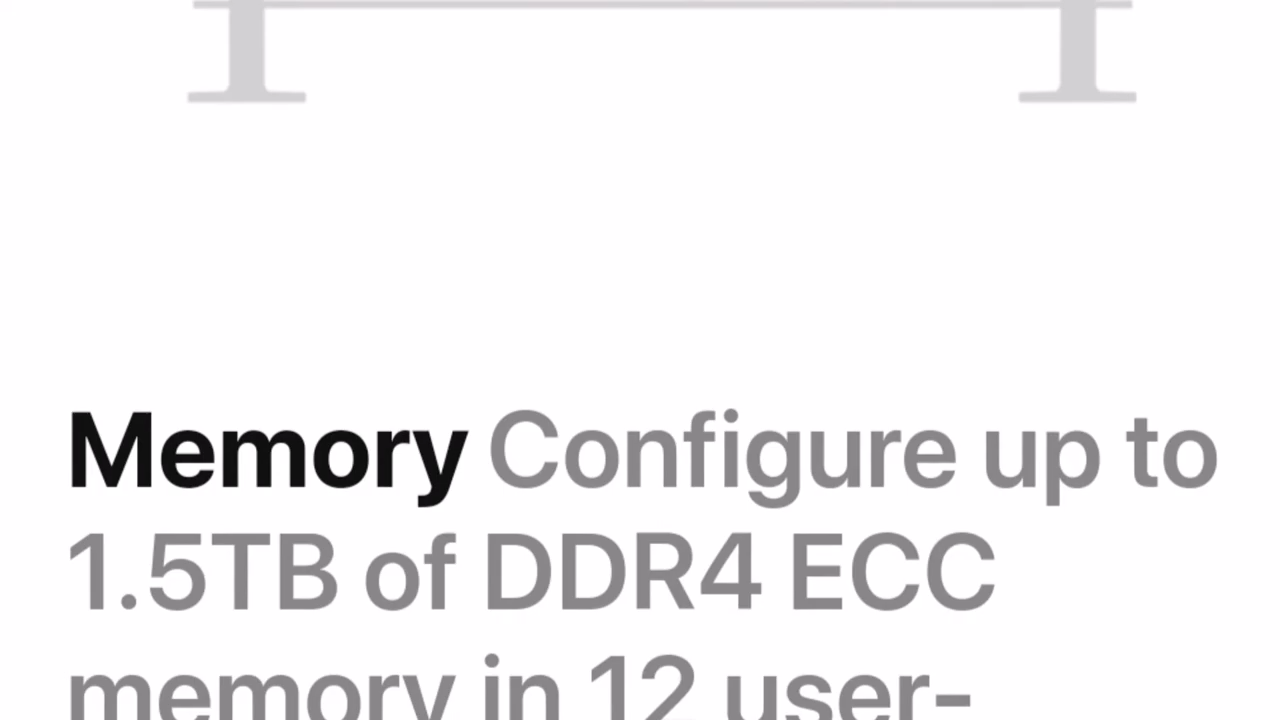 Memory Configure up to
1.5TB of DDR4 ECC
memory in 12 user-